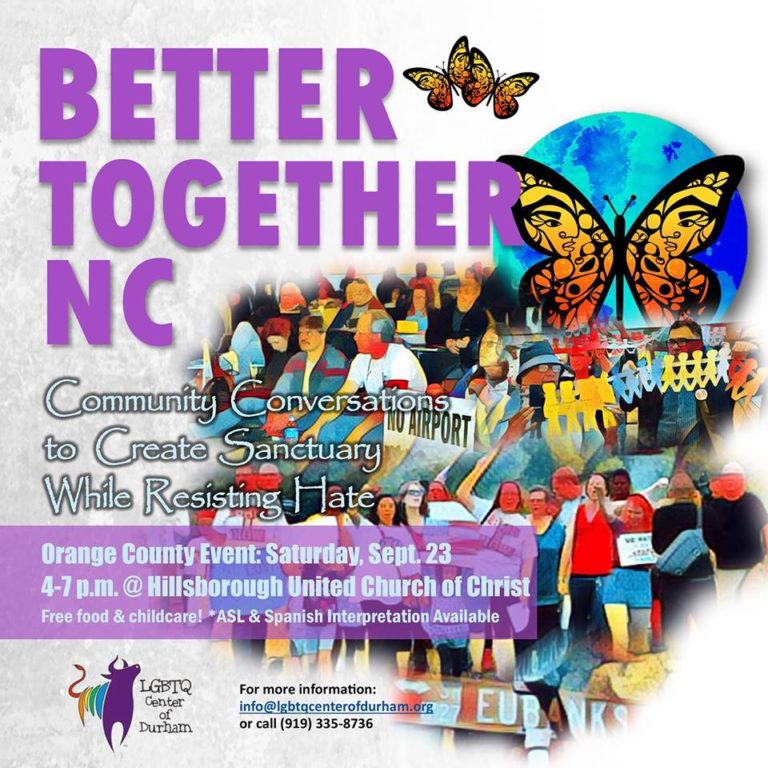 BETTER
TOGETHER
NC
Community Conversations
to Create Sanctuary
While Resisting Hate
NO AIRPORT
Orange County Event: Saturday, Sept. 23
4-7 p.m. @ Hillsborough United Church of Christ
Free food & childcare! *ASL & Spanish Interpretation Available
LGBTQ
Center
of
Durham
For more information:
info@lgbtqcenterofdurham.org
or call (919) 335-8736
27
EUBANKS